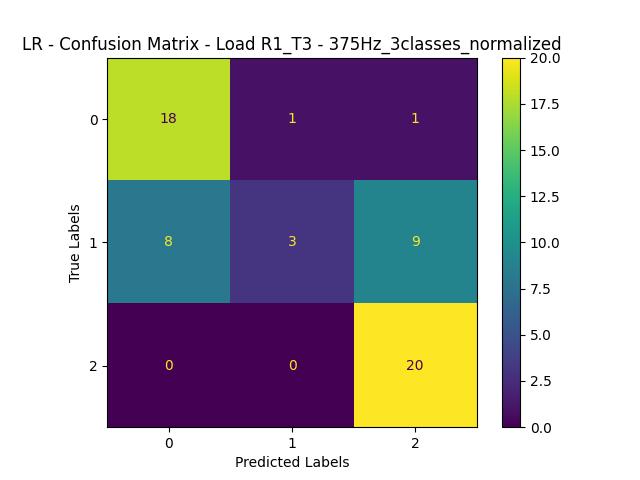 LR - Confusion Matrix - Load R1_T3 - 375Hz_3classes_normalized
20.0
17.5
15.0
12.5
10.0
7.5
5.0
2.5
0.0
True Labels
0 18 1 1
1 8 3 9
2 0 0 20
0 1 2
Predicted Labels